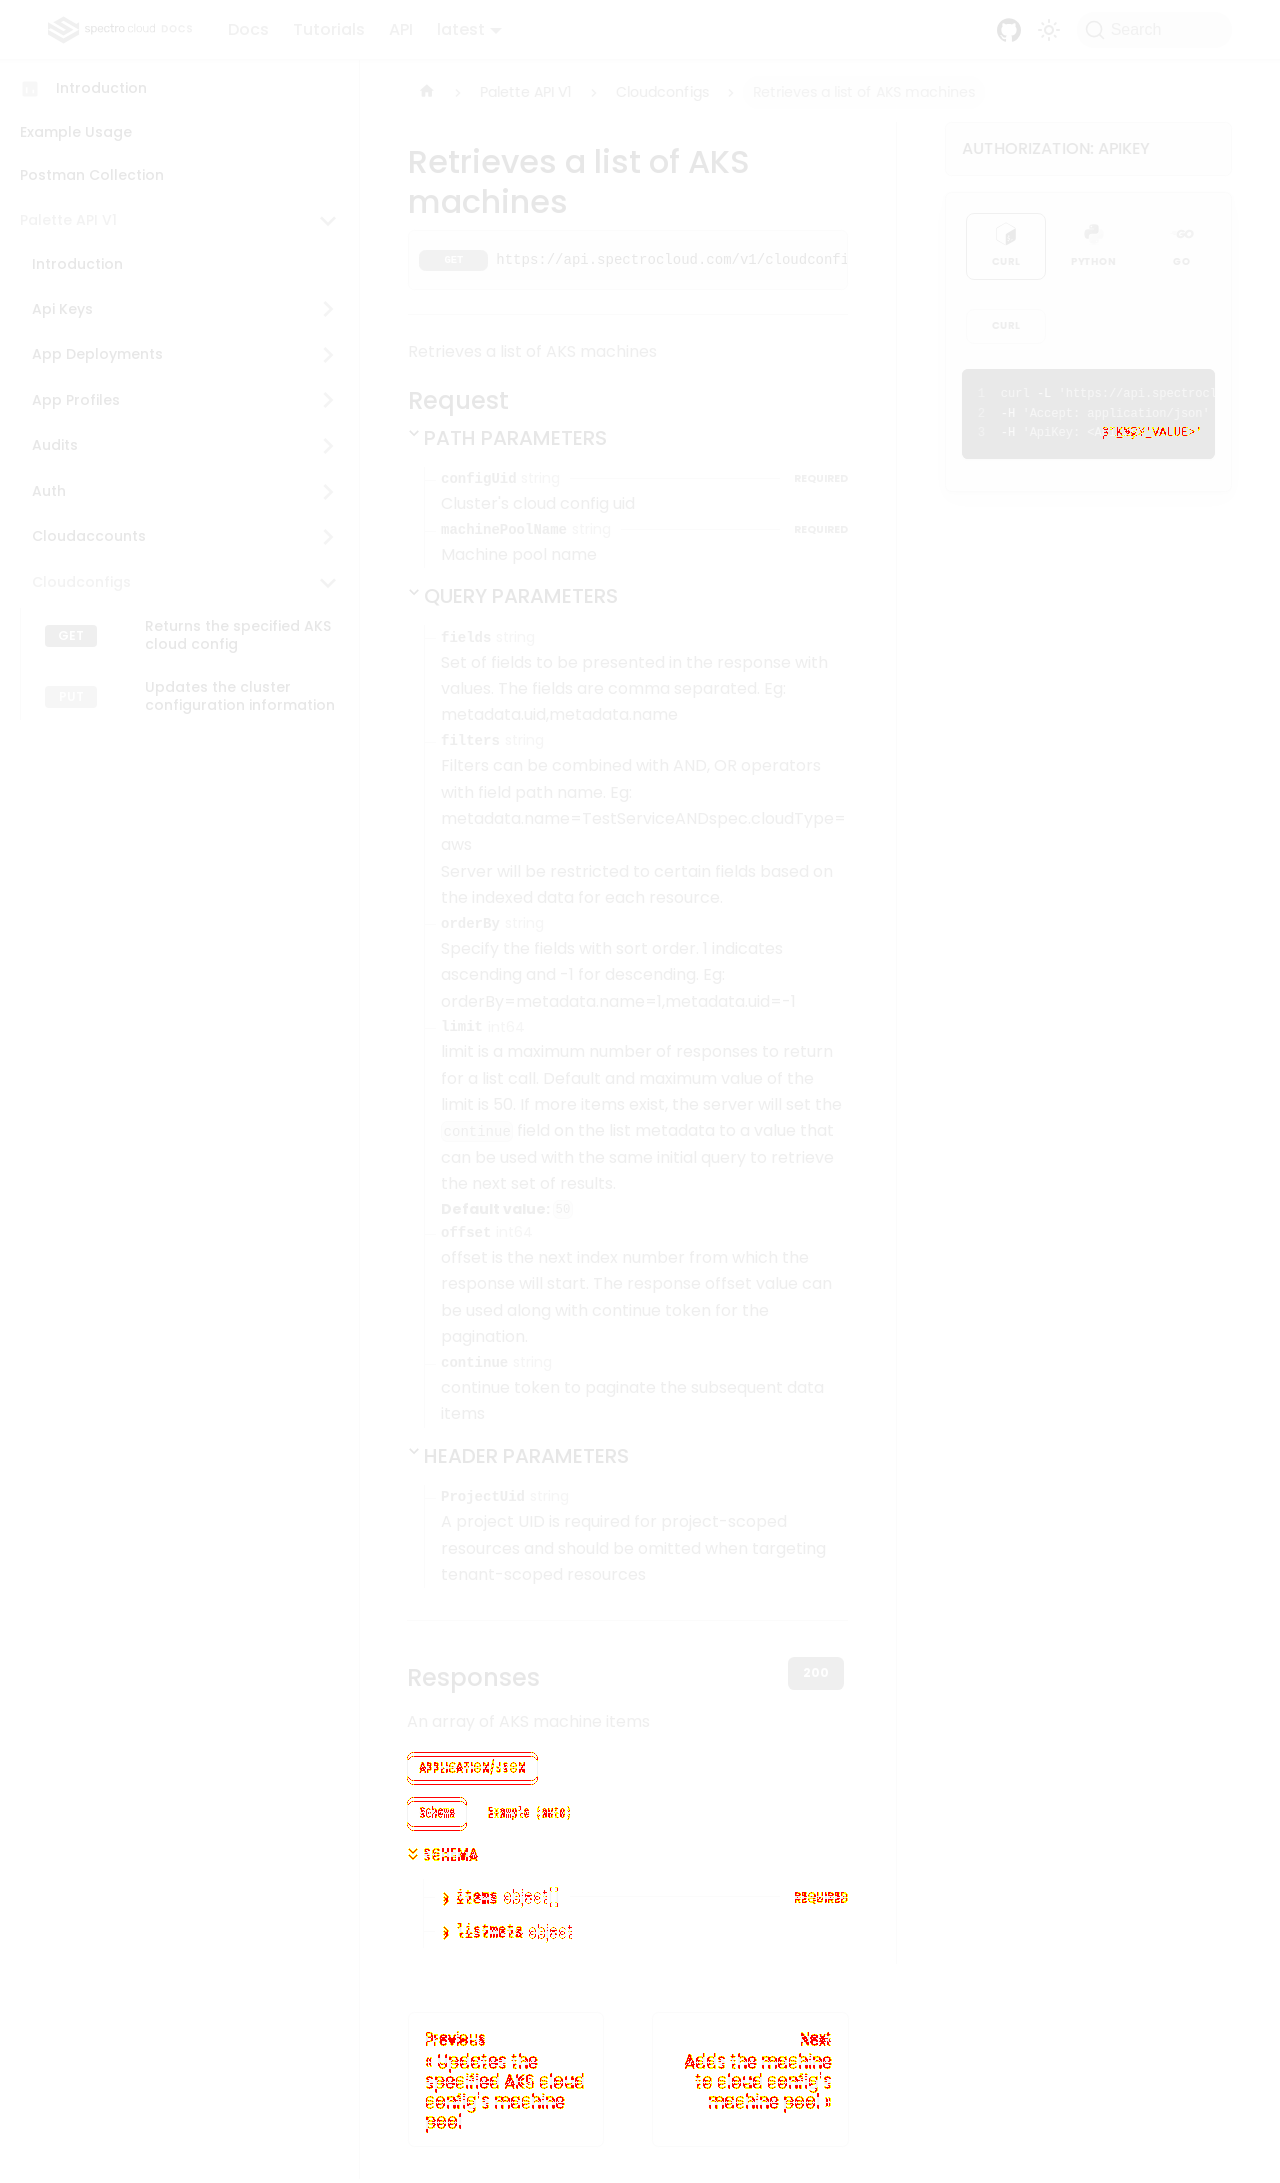 spectro cloud DOCS
Docs
Tutorials
API
latest
Search
Introduction
Example Usage
Postman Collection
Palette API V1
Introduction
Api Keys
App Deployments
App Profiles
Audits
Auth
Cloudaccounts
Cloudconfigs
GET
Returns the specified AKS
cloud config
PUT
Updates the cluster
configuration information
Palette API V1
Cloudconfigs
Retrieves a list of AKS machines
Retrieves a list of AKS
machines
GET https://api.spectrocloud.com/v1/cloudconfi
Retrieves a list of AKS machines
Request
PATH PARAMETERS
configUid string REQUIRED
Cluster's cloud config uid
machinePoolName string REQUIRED
Machine pool name
QUERY PARAMETERS
fields string
Set of fields to be presented in the response with
values. The fields are comma separated. Eg:
metadata.uid,metadata.name
filters string
Filters can be combined with AND, OR operators
with field path name. Eg:
metadata.name=TestServiceANDspec.cloudType=
aws
Server will be restricted to certain fields based on
the indexed data for each resource.
orderBy string
Specify the fields with sort order. 1 indicates
ascending and -1 for descending. Eg:
orderBy=metadata.name=1,metadata.uid=-1
limit int64
limit is a maximum number of responses to return
for a list call. Default and maximum value of the
limit is 50. If more items exist, the server will set the
continue field on the list metadata to a value that
can be used with the same initial query to retrieve
the next set of results.
Default value: 50
offset int64
offset is the next index number from which the
response will start. The response offset value can
be used along with continue token for the
pagination.
continue string
continue token to paginate the subsequent data
items
HEADER PARAMETERS
ProjectUid string
A project UID is required for project-scoped
resources and should be omitted when targeting
tenant-scoped resources
Responses
200
An array of AKS machine items
APPLICATION/JSON
Schema
Example (auto)
SCHEMA
items object[] REQUIRED
listmeta object
Previous
« Updates the
specified AKS cloud
config's machine
pool
Next
Adds the machine
to cloud config's
machine pool »
AUTHORIZATION: APIKEY
CURL
PYTHON
GO
GO
CURL
1 curl -L 'https://api.spectrocl
2 -H 'Accept: application/json'
3 -H 'ApiKey: